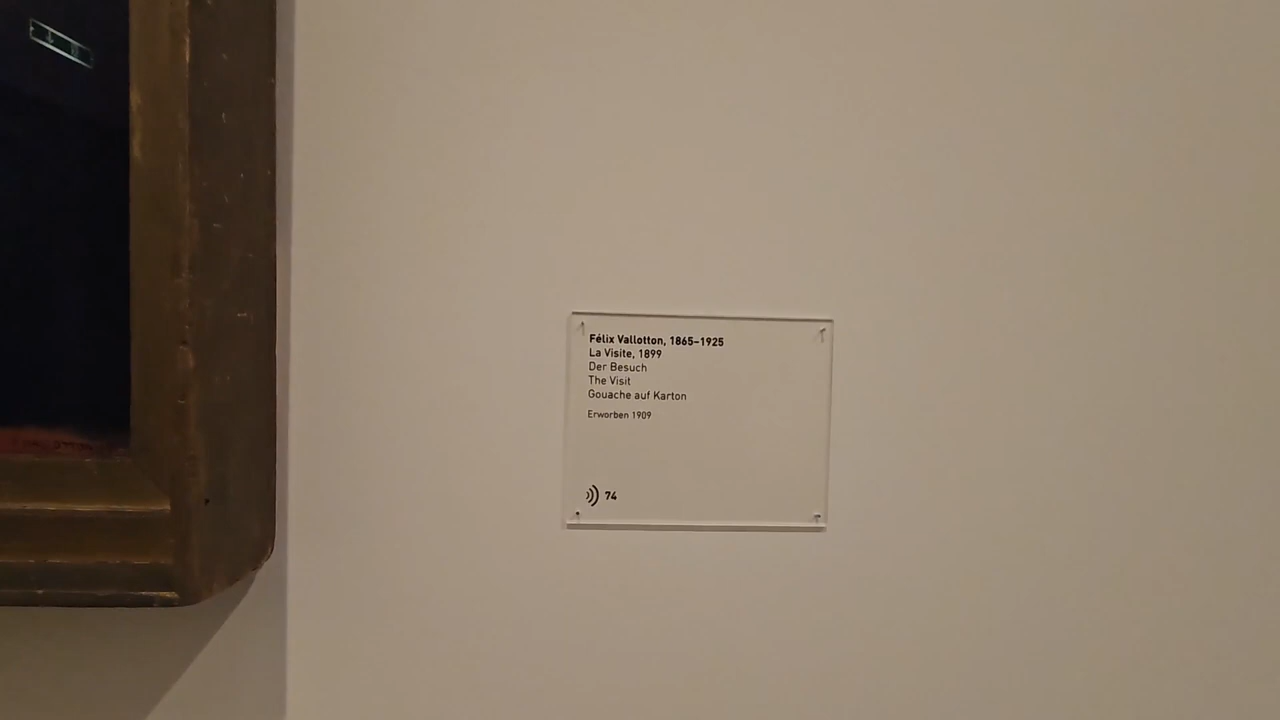 Félix Vallotton, 1865–1925
La Visite, 1899
Der Besuch
The Visit
Gouache auf Karton
Erworben 1909
74